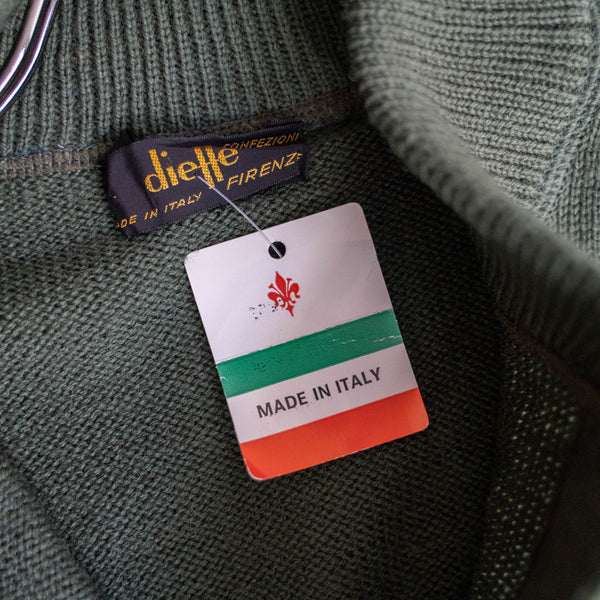 dieffe
CONFEZIONI
FIRENZE
MADE IN ITALY
MADE IN ITALY